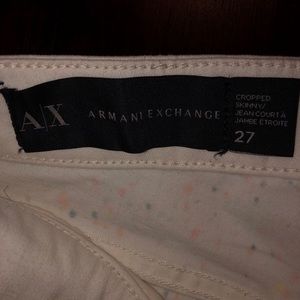 A|X
ARMANI EXCHANGE
CROPPED
SKINNY/
JEAN COURT À
JAMBE ÉTROITE
27